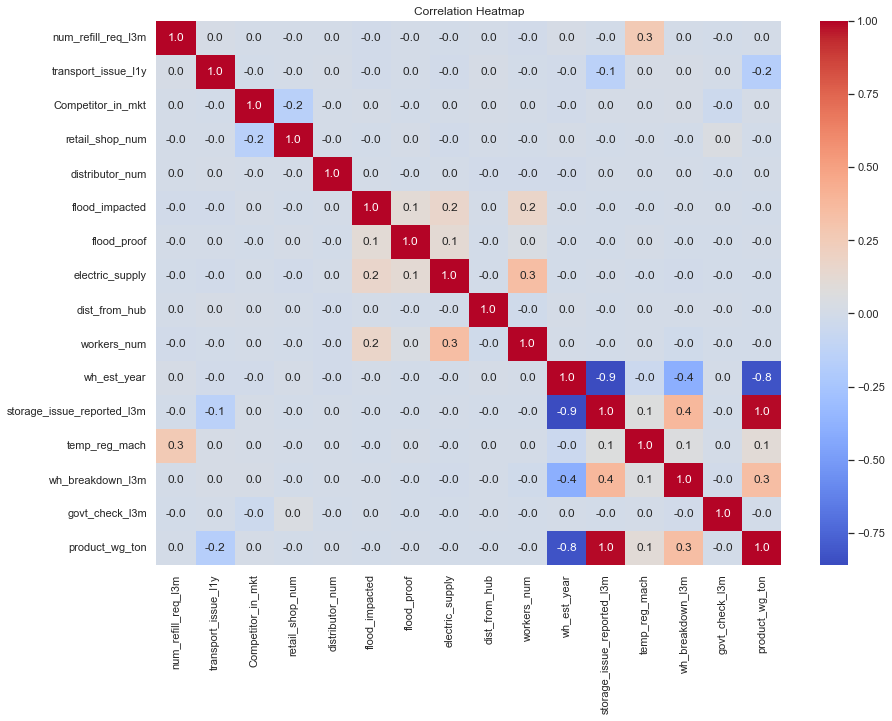 Correlation Heatmap
num_refill_req_l3m 1.0 0.0 0.0 -0.0 0.0 -0.0 -0.0 -0.0 0.0 -0.0 0.0 -0.0 0.3 0.0 -0.0 0.0
transport_issue_l1y 0.0 1.0 -0.0 -0.0 0.0 -0.0 -0.0 -0.0 0.0 -0.0 -0.0 -0.1 0.0 0.0 0.0 -0.2
Competitor_in_mkt 0.0 -0.0 1.0 -0.2 -0.0 0.0 -0.0 0.0 -0.0 0.0 -0.0 0.0 0.0 0.0 -0.0 0.0
retail_shop_num -0.0 -0.0 -0.2 1.0 0.0 -0.0 0.0 -0.0 0.0 -0.0 0.0 -0.0 -0.0 -0.0 0.0 -0.0
distributor_num 0.0 0.0 -0.0 0.0 1.0 0.0 -0.0 0.0 -0.0 -0.0 -0.0 0.0 0.0 0.0 -0.0 0.0
flood_impacted -0.0 -0.0 0.0 -0.0 0.0 1.0 0.1 0.2 0.0 0.2 -0.0 -0.0 -0.0 -0.0 -0.0 -0.0
flood_proof -0.0 -0.0 -0.0 0.0 -0.0 0.1 1.0 0.1 -0.0 0.0 -0.0 -0.0 0.0 -0.0 -0.0 -0.0
electric_supply -0.0 -0.0 0.0 -0.0 0.0 0.2 0.1 1.0 -0.0 0.3 -0.0 -0.0 -0.0 -0.0 -0.0 -0.0
dist_from_hub 0.0 0.0 -0.0 0.0 -0.0 0.0 -0.0 -0.0 1.0 -0.0 0.0 -0.0 0.0 -0.0 -0.0 -0.0
workers_num -0.0 -0.0 0.0 -0.0 -0.0 0.2 0.0 0.3 -0.0 1.0 0.0 -0.0 0.0 -0.0 -0.0 -0.0
wh_est_year 0.0 -0.0 -0.0 0.0 -0.0 -0.0 -0.0 -0.0 0.0 0.0 1.0 -0.9 -0.0 -0.4 0.0 -0.8
storage_issue_reported_l3m -0.0 -0.1 0.0 -0.0 0.0 -0.0 -0.0 -0.0 -0.0 -0.0 -0.9 1.0 0.1 0.4 -0.0 1.0
temp_reg_mach 0.3 0.0 0.0 -0.0 0.0 -0.0 0.0 -0.0 0.0 0.0 -0.0 0.1 1.0 0.1 0.0 0.1
wh_breakdown_l3m 0.0 0.0 0.0 -0.0 0.0 -0.0 -0.0 -0.0 -0.0 -0.0 -0.4 0.4 0.1 1.0 -0.0 0.3
govt_check_l3m -0.0 0.0 -0.0 0.0 -0.0 -0.0 -0.0 -0.0 -0.0 -0.0 0.0 -0.0 0.0 -0.0 1.0 -0.0
product_wg_ton 0.0 -0.2 0.0 -0.0 0.0 -0.0 -0.0 -0.0 -0.0 -0.0 -0.8 1.0 0.1 0.3 -0.0 1.0
num_refill_req_l3m
transport_issue_l1y
Competitor_in_mkt
retail_shop_num
distributor_num
flood_impacted
flood_proof
electric_supply
dist_from_hub
workers_num
wh_est_year
storage_issue_reported_l3m
temp_reg_mach
wh_breakdown_l3m
govt_check_l3m
product_wg_ton
1.00
0.75
0.50
0.25
0.00
−0.25
−0.50
−0.75